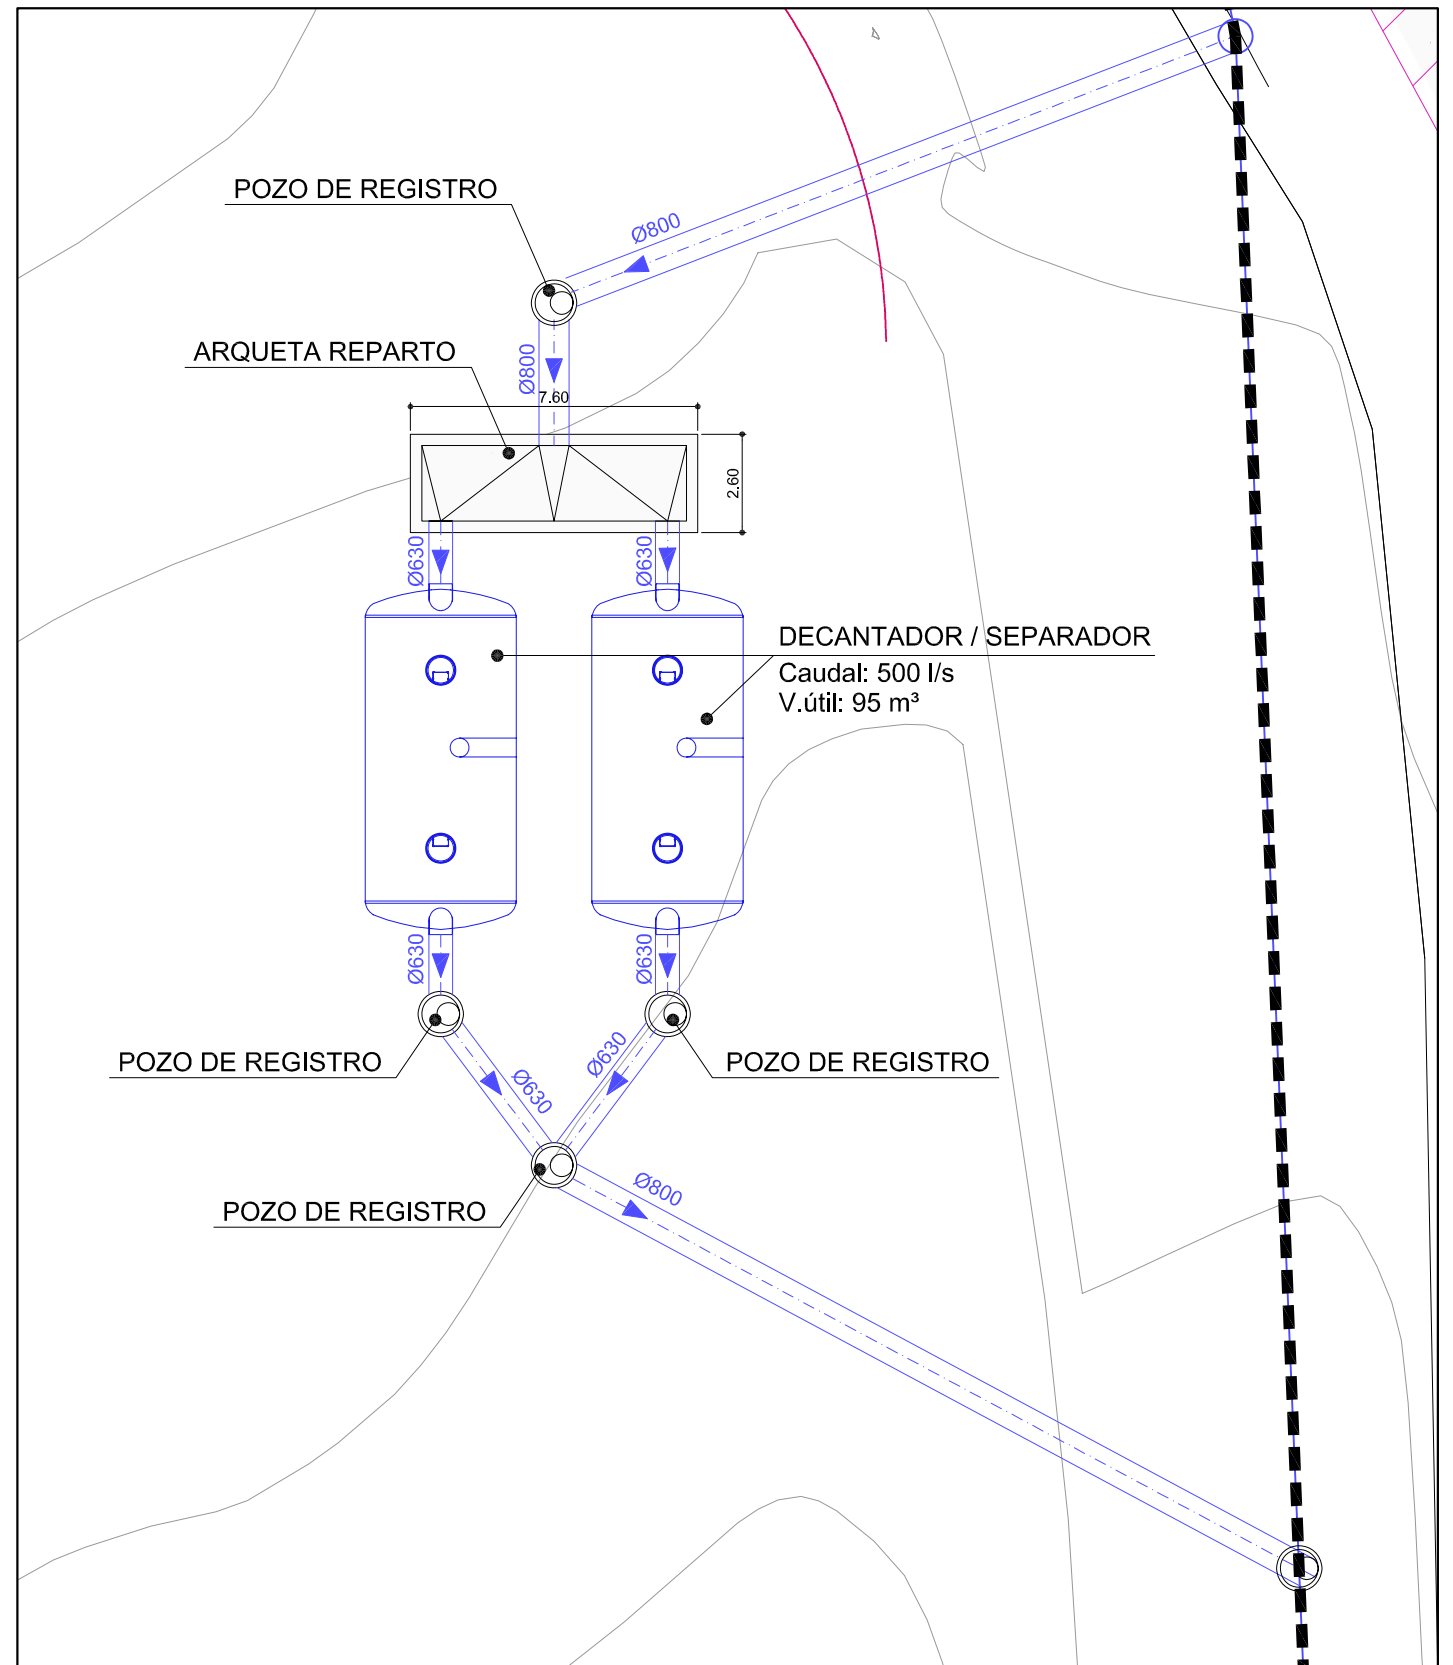 POZO DE REGISTRO
Ø800
ARQUETA REPARTO
Ø800
7.60
2.60
Ø630
Ø630
DECANTADOR / SEPARADOR
Caudal: 500 l/s
V.útil: 95 m³
Ø630
Ø630
POZO DE REGISTRO
Ø630
Ø630
POZO DE REGISTRO
POZO DE REGISTRO
Ø800